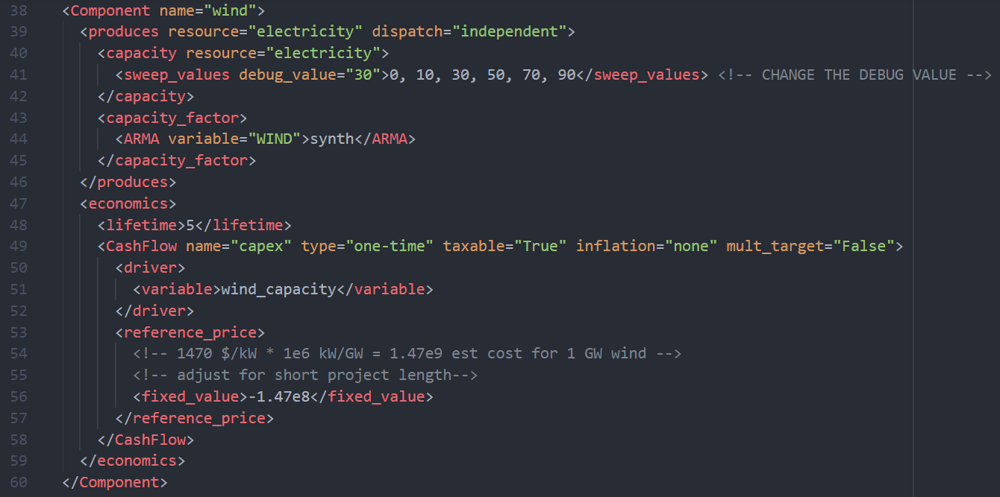 38 <Component name="wind">
39 <produces resource="electricity" dispatch="independent">
40 <capacity resource="electricity">
41 <sweep_values debug_value="30">0, 10, 30, 50, 70, 90</sweep_values> <!-- CHANGE THE DEBUG VALUE -->
42 </capacity>
43 <capacity_factor>
44 <ARMA variable="WIND">synth</ARMA>
45 </capacity_factor>
46 </produces>
47 <economics>
48 <lifetime>5</lifetime>
49 <CashFlow name="capex" type="one-time" taxable="True" inflation="none" mult_target="False">
50 <driver>
51 <variable>wind_capacity</variable>
52 </driver>
53 <reference_price>
54 <!-- 1470 $/kW * 1e6 kW/GW = 1.47e9 est cost for 1 GW wind -->
55 <!-- adjust for short project length-->
56 <fixed_value>-1.47e8</fixed_value>
57 </reference_price>
58 </CashFlow>
59 </economics>
60 </Component>